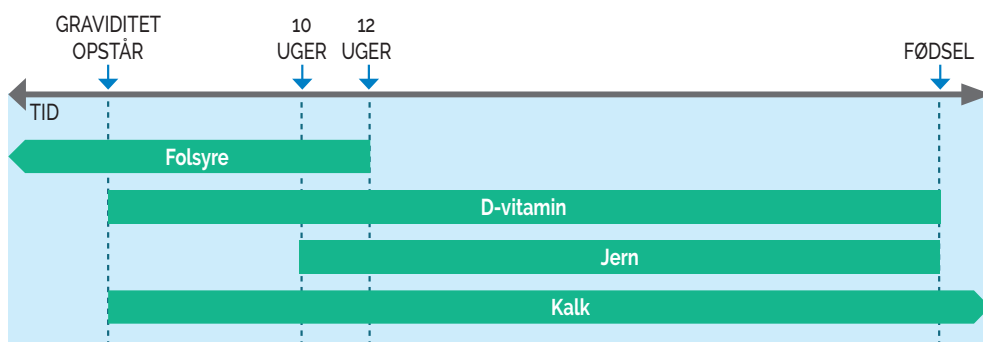 GRAVIDITET
OPSTÅR
10
UGER
12
UGER
FØDSEL
TID
Folsyre
D-vitamin
Jern
Kalk